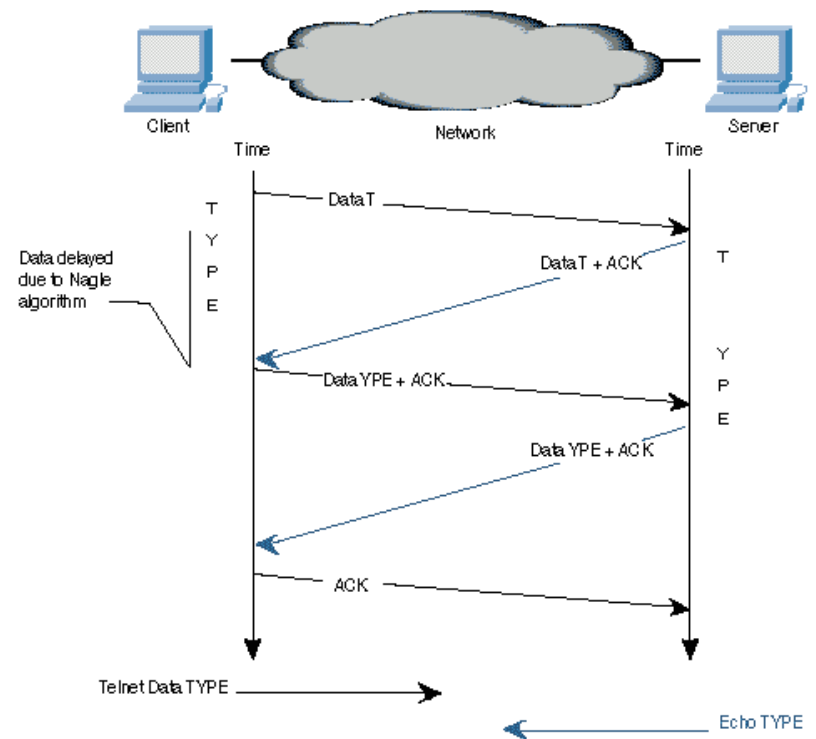 Client
Network
Server
Time
Time
T
Y
P
E
Data T
Data delayed
due to Nagle
algorithm
Data T + ACK
T
Y
P
E
Data YPE + ACK
Data YPE + ACK
ACK
Telnet Data TYPE
Echo TYPE